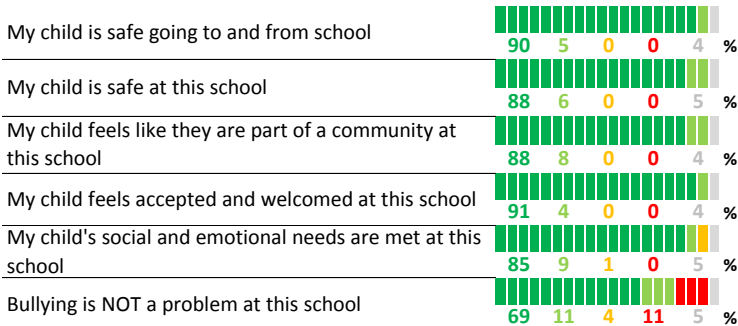 My child is safe going to and from school
90 5 0 0 4 %
My child is safe at this school
88 6 0 0 5 %
My child feels like they are part of a community at
this school
88 8 0 0 4 %
My child feels accepted and welcomed at this school
91 4 0 0 4 %
My child's social and emotional needs are met at this
school
85 9 1 0 5 %
Bullying is NOT a problem at this school
69 11 4 11 5 %